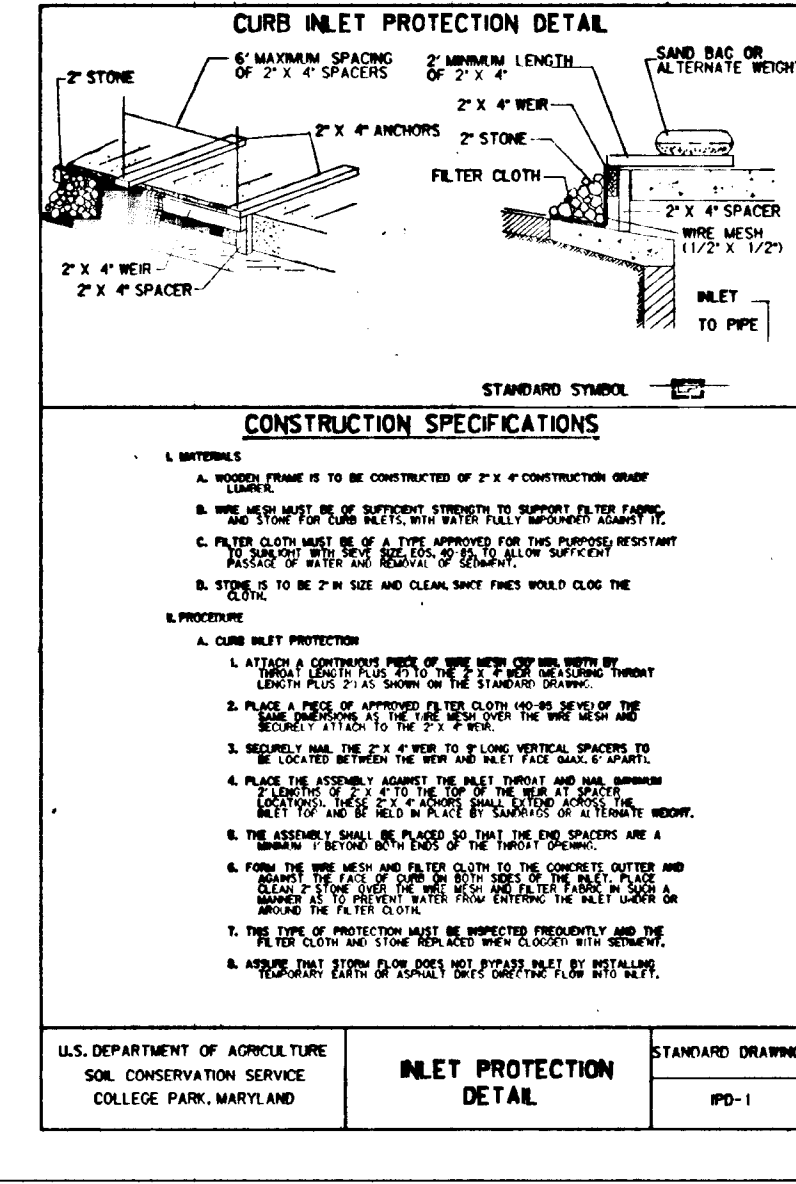 CURB INLET PROTECTION DETAIL
2" STONE
6' MAXIMUM SPACING
OF 2" X 4" SPACERS
2" X 4" ANCHORS
2" X 4" WEIR
2" X 4" SPACER
2' MINIMUM LENGTH
OF 2" X 4"
2" X 4" WEIR
2" STONE
FILTER CLOTH
SAND BAG OR
ALTERNATE WEIGHT
2" X 4" SPACER
WIRE MESH
(1/2" X 1/2")
INLET
TO PIPE
STANDARD SYMBOL
CONSTRUCTION SPECIFICATIONS
I. MATERIALS
A. WOODEN FRAME IS TO BE CONSTRUCTED OF 2" X 4" CONSTRUCTION GRADE
LUMBER.
B. WIRE MESH MUST BE OF SUFFICIENT STRENGTH TO SUPPORT FILTER FABRIC,
AND STONE FOR CURB INLETS, WITH WATER FULLY IMPOUNDED AGAINST IT.
C. FILTER CLOTH MUST BE OF A TYPE APPROVED FOR THIS PURPOSE; RESISTANT
TO SUNLIGHT WITH SIEVE SIZE, EOS, 40-85, TO ALLOW SUFFICIENT
PASSAGE OF WATER AND REMOVAL OF SEDIMENT.
D. STONE IS TO BE 2" IN SIZE AND CLEAN, SINCE FINES WOULD CLOG THE
CLOTH.
II. PROCEDURE
A. CURB INLET PROTECTION
1. ATTACH A CONTINUOUS PIECE OF WIRE MESH (30" MIN. WIDTH BY
THROAT LENGTH PLUS 4') TO THE 2" X 4" WEIR (MEASURING THROAT
LENGTH PLUS 2') AS SHOWN ON THE STANDARD DRAWING.
2. PLACE A PIECE OF APPROVED FILTER CLOTH (40-85 SIEVE) OF THE
SAME DIMENSIONS AS THE WIRE MESH OVER THE WIRE MESH AND
SECURELY ATTACH TO THE 2" X 4" WEIR.
3. SECURELY NAIL THE 2" X 4" WEIR TO 9" LONG VERTICAL SPACERS TO
BE LOCATED BETWEEN THE WEIR AND INLET FACE (MAX. 6' APART).
4. PLACE THE ASSEMBLY AGAINST THE INLET THROAT AND NAIL (MINIMUM
2' LENGTHS OF 2" X 4" TO THE TOP OF THE WEIR AT SPACER
LOCATIONS). THESE 2" X 4" ACHORS SHALL EXTEND ACROSS THE
INLET TOP AND BE HELD IN PLACE BY SANDBAGS OR ALTERNATE WEIGHT.
5. THE ASSEMBLY SHALL BE PLACED SO THAT THE END SPACERS ARE A
MINIMUM 1' BEYOND BOTH ENDS OF THE THROAT OPENING.
6. FORM THE WIRE MESH AND FILTER CLOTH TO THE CONCRETE GUTTER AND
AGAINST THE FACE OF CURB ON BOTH SIDES OF THE INLET. PLACE
CLEAN 2" STONE OVER THE WIRE MESH AND FILTER FABRIC IN SUCH A
MANNER AS TO PREVENT WATER FROM ENTERING THE INLET UNDER OR
AROUND THE FILTER CLOTH.
7. THIS TYPE OF PROTECTION MUST BE INSPECTED FREQUENTLY AND THE
FILTER CLOTH AND STONE REPLACED WHEN CLOGGED WITH SEDIMENT.
8. ASSURE THAT STORM FLOW DOES NOT BYPASS INLET BY INSTALLING
TEMPORARY EARTH OR ASPHALT DIKES DIRECTING FLOW INTO INLET.
U.S. DEPARTMENT OF AGRICULTURE
SOIL CONSERVATION SERVICE
COLLEGE PARK, MARYLAND
INLET PROTECTION
DETAIL
STANDARD DRAWING
IPD-1